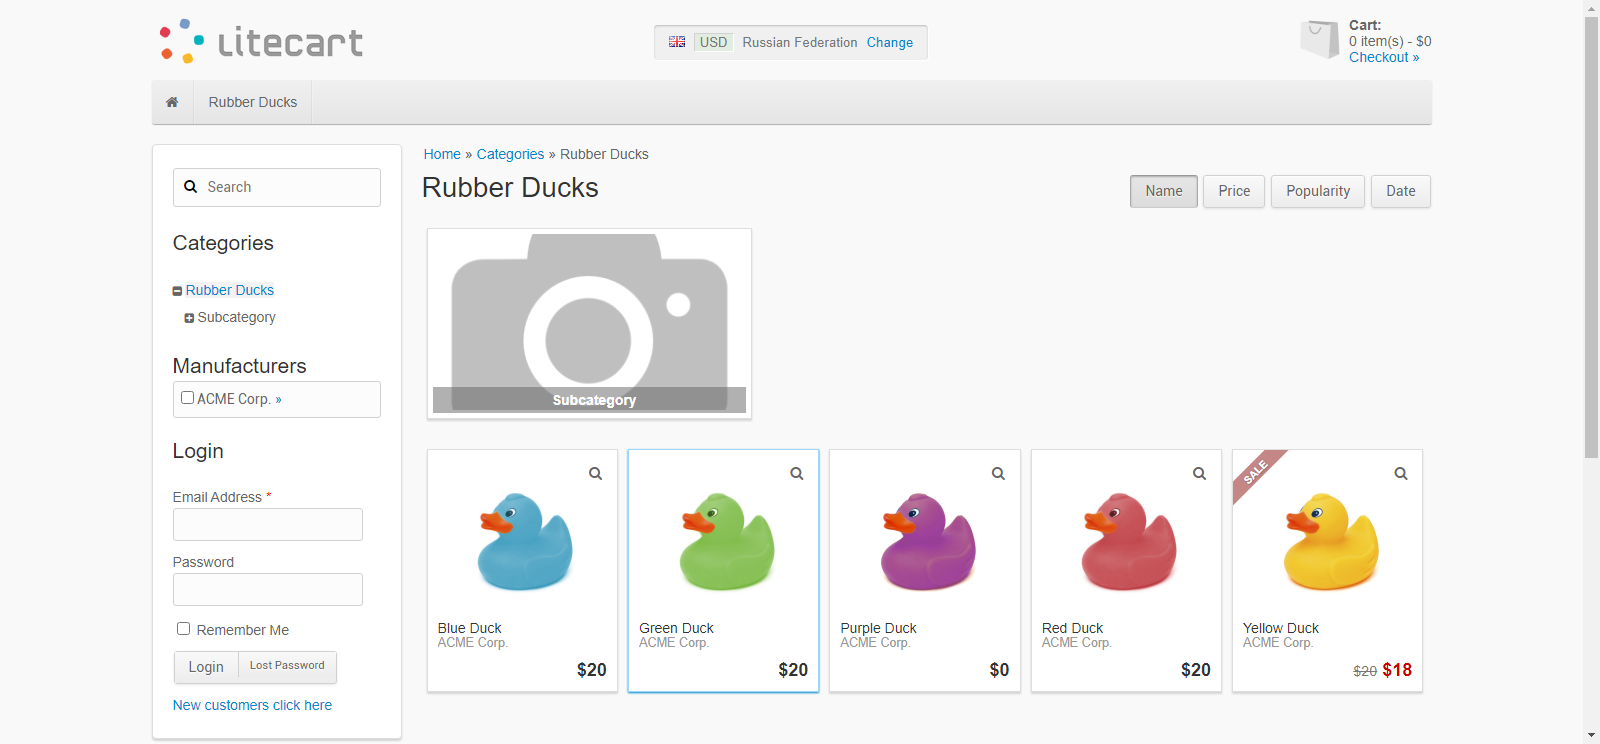 litecart
USD Russian Federation Change
Cart:
0 item(s) - $0
Checkout »
Rubber Ducks
Home » Categories » Rubber Ducks
Rubber Ducks
Name Price Popularity Date
Search
Categories
Rubber Ducks
Subcategory
Manufacturers
ACME Corp. »
Login
Email Address *
Password
Remember Me
Login Lost Password
New customers click here
Subcategory
Blue Duck
ACME Corp.
$20
Green Duck
ACME Corp.
$20
Purple Duck
ACME Corp.
$0
Red Duck
ACME Corp.
$20
SALE
Yellow Duck
ACME Corp.
$20 $18